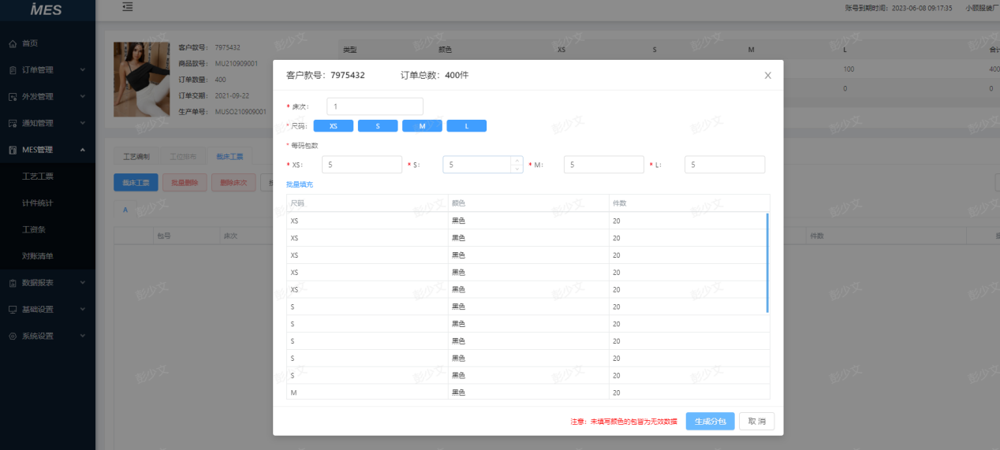 MES
账号到期时间：2023-06-08 09:17:35 小颐服装厂
首页
订单管理
外发管理
通知管理
MES管理
工艺工票
计件统计
工资条
对账清单
数据报表
基础设置
系统设置
客户款号： 7975432
商品款号： MU210909001
订单数量： 400
订单交期： 2021-09-22
生产单号： MUSO210909001
类型 颜色 XS S M L 合计
100 400
0 0
工艺编制 工位排布 裁床工票
裁床工票 批量删除 删除床次
A
包号 床次 件数
客户款号：7975432 订单总数：400件
* 床次： 1
* 尺码： XS S M L
* 每码包数
* XS: 5 * S: 5 * M: 5 * L: 5
批量填充
尺码 颜色 件数
XS 黑色 20
XS 黑色 20
XS 黑色 20
XS 黑色 20
XS 黑色 20
S 黑色 20
S 黑色 20
S 黑色 20
S 黑色 20
S 黑色 20
M 黑色 20
注意：未填写颜色的包皆为无效数据 生成分包 取消
彭少文